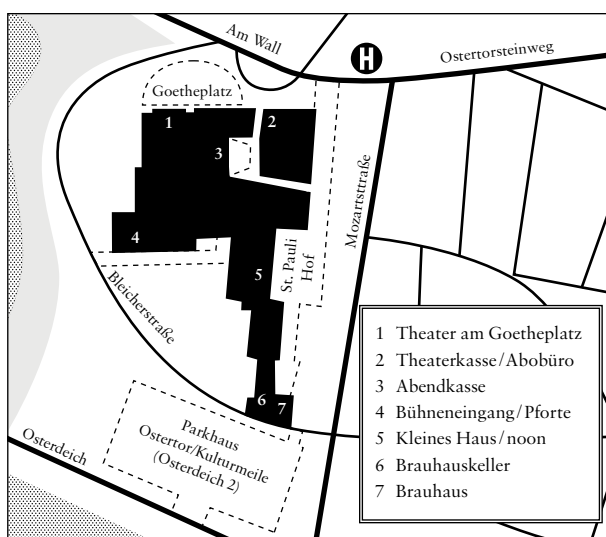 Am Wall
H
Ostertorsteinweg
Goetheplatz
1
2
3
Mozartsttraße
4
5
St. Pauli
Hof
Bleicherstraße
1 Theater am Goetheplatz
2 Theaterkasse/Abobüro
3 Abendkasse
4 Bühneneingang/Pforte
5 Kleines Haus/noon
6 Brauhauskeller
7 Brauhaus
6
7
Parkhaus
Ostertor/Kulturmeile
(Osterdeich 2)
Osterdeich